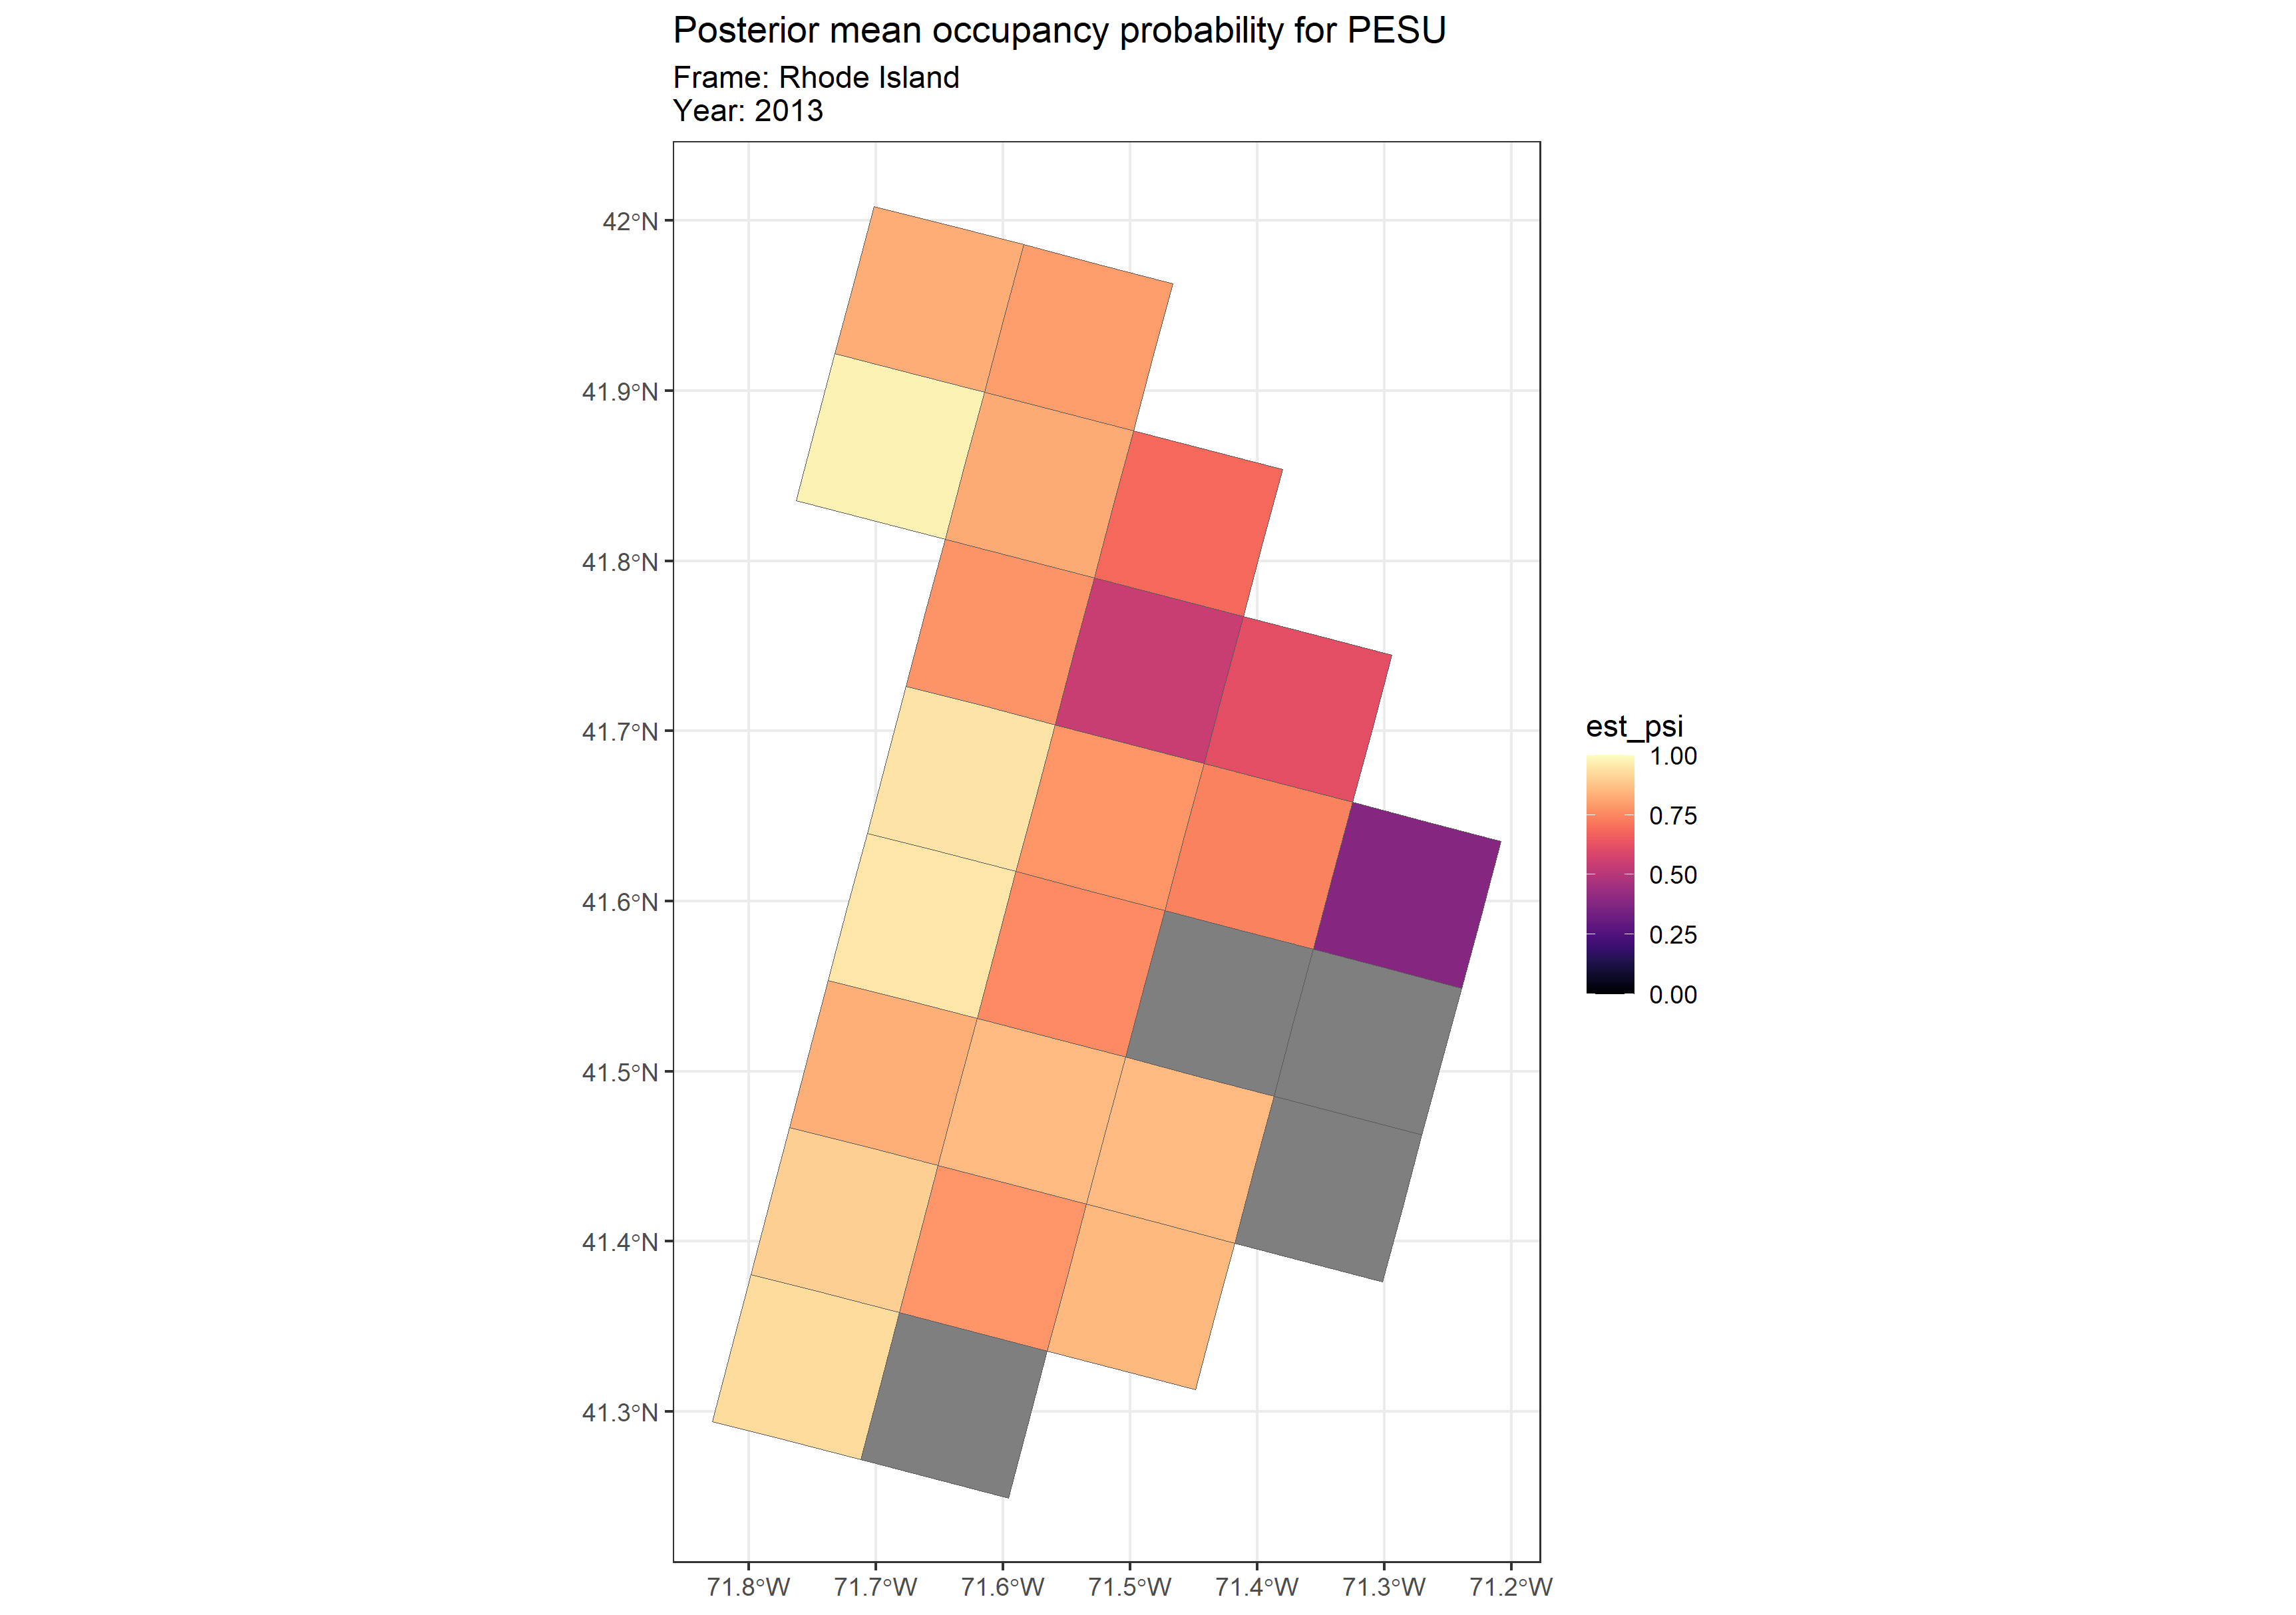 Posterior mean occupancy probability for PESU
Frame: Rhode Island
Year: 2013
42°N
41.9°N
41.8°N
41.7°N
41.6°N
41.5°N
41.4°N
41.3°N
71.8°W 71.7°W 71.6°W 71.5°W 71.4°W 71.3°W 71.2°W
est_psi
1.00
0.75
0.50
0.25
0.00